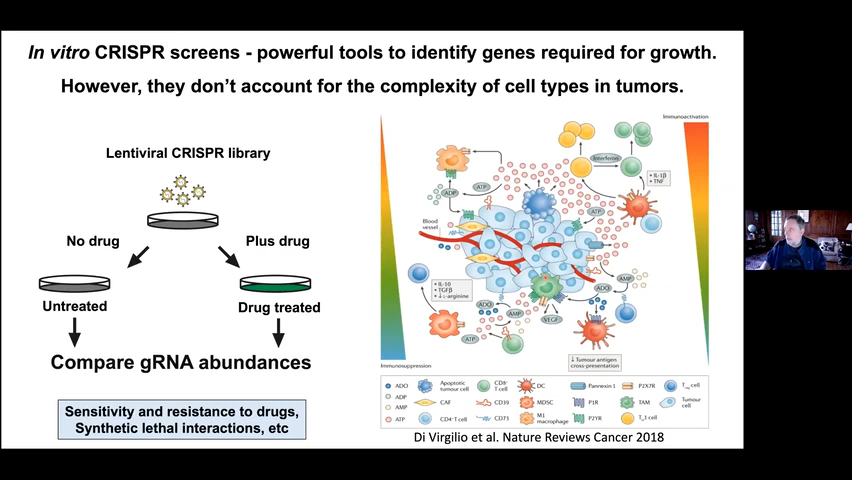 In vitro CRISPR screens - powerful tools to identify genes required for growth.
However, they don't account for the complexity of cell types in tumors.
Lentiviral CRISPR library
No drug
Plus drug
Untreated
Drug treated
Compare gRNA abundances
Sensitivity and resistance to drugs,
Synthetic lethal interactions, etc
Immunoactivation
Interferon
• IL-1β
• TNF
ATP
ADP
ATP
Blood
vessel
AMP
• IL-10
• TGFβ
• ↓ L-arginine
ADO
ADO
AMP
VEGF
ATP
↓ Tumour antigen
cross-presentation
Immunosuppression
ADO
ADP
AMP
ATP
Apoptotic
tumour cell
CAF
CD4+ T cell
CD8+
T cell
CD39
CD73
DC
MDSC
M1
macrophage
Pannexin 1
P1R
P2YR
P2X7R
TAM
Treg cell
Tumour
cell
Di Virgilio et al. Nature Reviews Cancer 2018